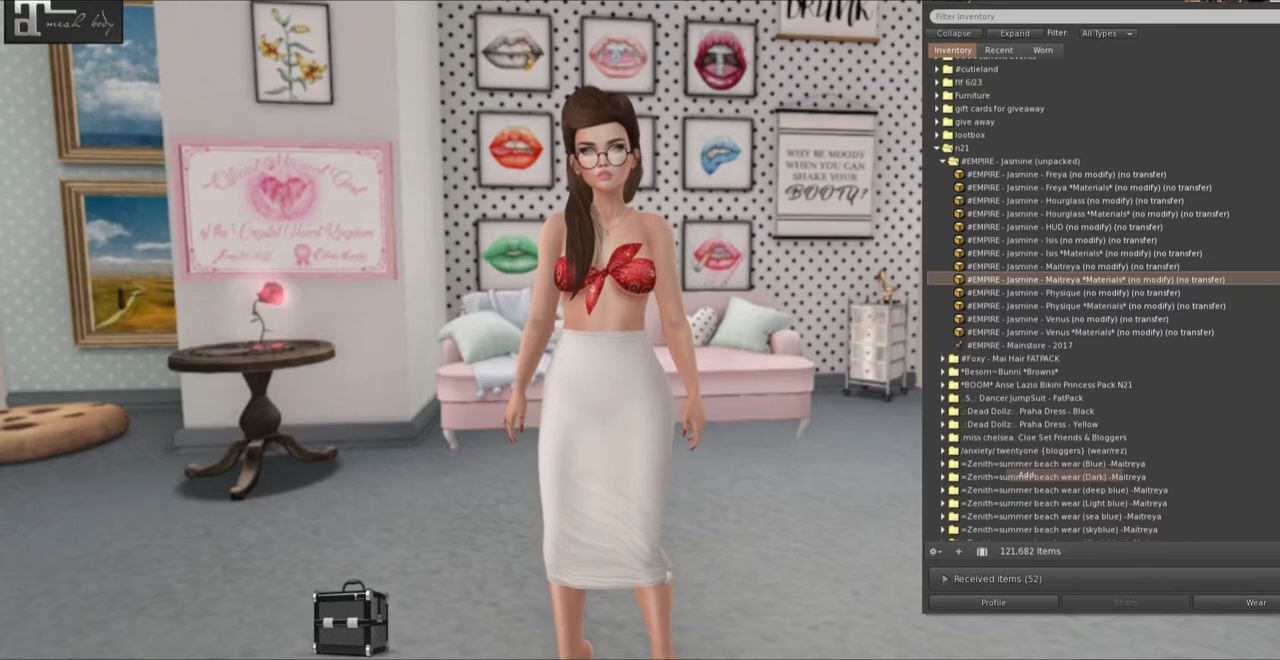 mesh body
DRINK
WHY BE MOODY
WHEN YOU CAN
SHAKE YOUR
BOOTY?
Official Magical Girl
of the Capital Heart Kingdom
Filter Inventory
Collapse Expand Filter: All Types
Inventory Recent Worn
#cutieland
flf 6/23
Furniture
gift cards for giveaway
give away
lootbox
n21
#EMPIRE - Jasmine (unpacked)
#EMPIRE - Jasmine - Freya (no modify) (no transfer)
#EMPIRE - Jasmine - Freya *Materials* (no modify) (no transfer)
#EMPIRE - Jasmine - Hourglass (no modify) (no transfer)
#EMPIRE - Jasmine - Hourglass *Materials* (no modify) (no transfer)
#EMPIRE - Jasmine - HUD (no modify) (no transfer)
#EMPIRE - Jasmine - Isis (no modify) (no transfer)
#EMPIRE - Jasmine - Isis *Materials* (no modify) (no transfer)
#EMPIRE - Jasmine - Maitreya (no modify) (no transfer)
#EMPIRE - Jasmine - Maitreya *Materials* (no modify) (no transfer)
#EMPIRE - Jasmine - Physique (no modify) (no transfer)
#EMPIRE - Jasmine - Physique *Materials* (no modify) (no transfer)
#EMPIRE - Jasmine - Venus (no modify) (no transfer)
#EMPIRE - Jasmine - Venus *Materials* (no modify) (no transfer)
#EMPIRE - Mainstore - 2017
#Foxy - Mai Hair FATPACK
*Besom~Bunni *Browns*
*BOOM* Anse Lazio Bikini Princess Pack N21
.:S.: Dancer JumpSuit - FatPack
.:Dead Dollz:. Praha Dress - Black
.:Dead Dollz:. Praha Dress - Yellow
.miss chelsea. Cloe Set Friends & Bloggers
/anxiety/ twentyone {bloggers} (wear/rez)
=Zenith=summer beach wear (Blue) -Maitreya
=Zenith=summer beach wear (Dark) -Maitreya
Add
=Zenith=summer beach wear (deep blue) -Maitreya
=Zenith=summer beach wear (Light blue) -Maitreya
=Zenith=summer beach wear (sea blue) -Maitreya
=Zenith=summer beach wear (skyblue) -Maitreya
121,682 Items
Received items (52)
Profile Share Wear